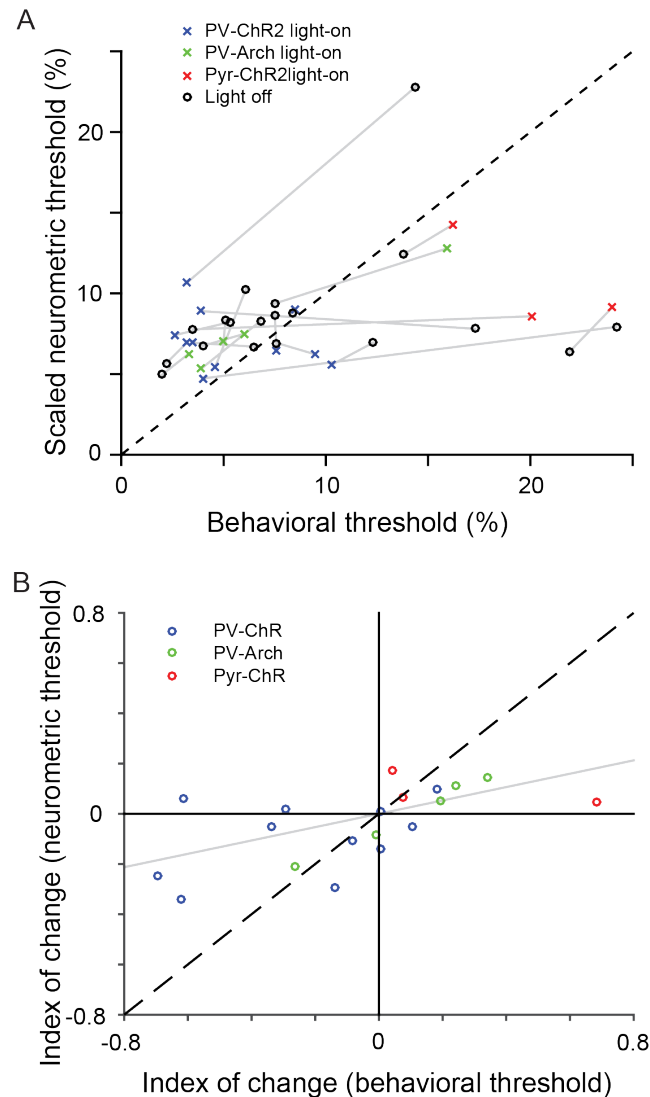 A
PV-ChR2 light-on
PV-Arch light-on
Pyr-ChR2light-on
Light off
Scaled neurometric threshold (%)
20
10
0
0 10 20
Behavioral threshold (%)
B
PV-ChR
PV-Arch
Pyr-ChR
Index of change (neurometric threshold)
0.8
0
-0.8
-0.8 0 0.8
Index of change (behavioral threshold)